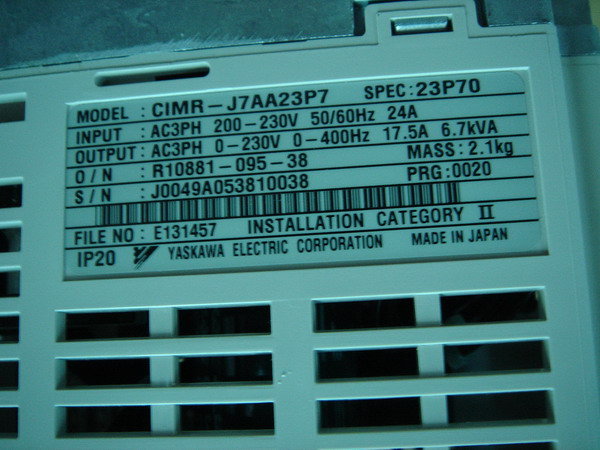 MODEL : CIMR-J7AA23P7 SPEC: 23P70
INPUT : AC3PH 200-230V 50/60Hz 24A
OUTPUT : AC3PH 0-230V 0-400Hz 17.5A 6.7kVA
O / N : R10881-095-38 MASS: 2.1kg
S / N : J0049A053810038 PRG: 0020
FILE NO : E131457 INSTALLATION CATEGORY II
IP20 YASKAWA ELECTRIC CORPORATION MADE IN JAPAN